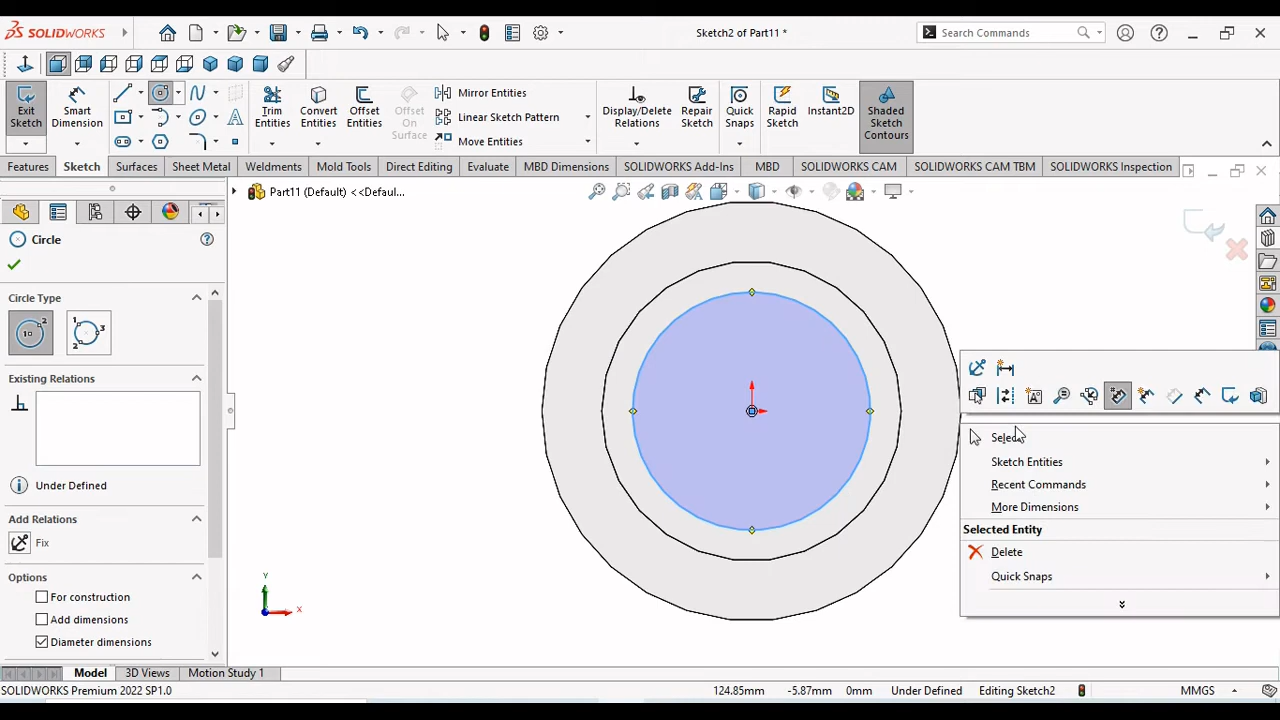 SOLIDWORKS
Sketch2 of Part11 *
Search Commands
Exit Sketch
Smart Dimension
Trim Entities
Convert Entities
Offset Entities
Offset On Surface
Mirror Entities
Linear Sketch Pattern
Move Entities
Display/Delete Relations
Repair Sketch
Quick Snaps
Rapid Sketch
Instant2D
Shaded Sketch Contours
Features Sketch Surfaces Sheet Metal Weldments Mold Tools Direct Editing Evaluate MBD Dimensions SOLIDWORKS Add-Ins MBD SOLIDWORKS CAM SOLIDWORKS CAM TBM SOLIDWORKS Inspection
Part11 (Default) <<Defaul...
Circle
Circle Type
Existing Relations
Under Defined
Add Relations
Fix
Options
For construction
Add dimensions
Diameter dimensions
Y
X
Select
Sketch Entities
Recent Commands
More Dimensions
Selected Entity
Delete
Quick Snaps
Model 3D Views Motion Study 1
SOLIDWORKS Premium 2022 SP1.0
124.85mm -5.87mm 0mm Under Defined Editing Sketch2 MMGS